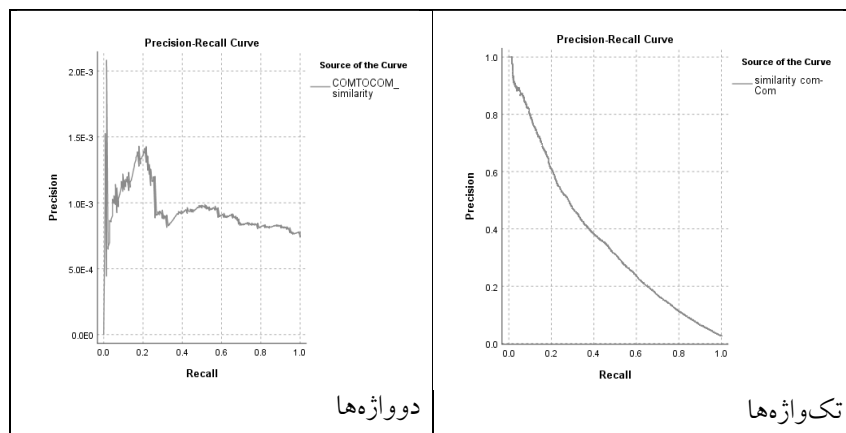 Precision-Recall Curve
Source of the Curve
COMTOCOM_
similarity
2.0E-3
1.5E-3
1.0E-3
5.0E-4
0.0E0
Precision
0.0 0.2 0.4 0.6 0.8 1.0
Recall
دوواژه‌ها
Precision-Recall Curve
Source of the Curve
similarity com-
Com
1.0
0.8
0.6
0.4
0.2
0.0
Precision
0.0 0.2 0.4 0.6 0.8 1.0
Recall
تک‌واژه‌ها